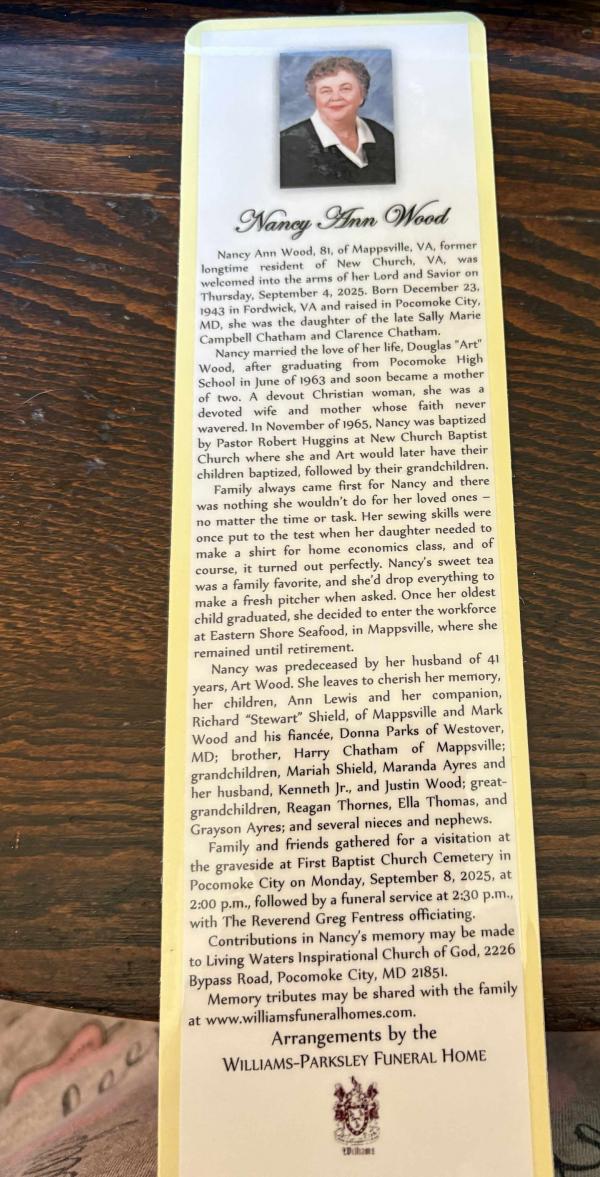 Nancy Ann Wood
Nancy Ann Wood, 81, of Mappsville, VA, former
longtime resident of New Church, VA, was
welcomed into the arms of her Lord and Savior on
Thursday, September 4, 2025. Born December 23,
1943 in Fordwick, VA and raised in Pocomoke City,
MD, she was the daughter of the late Sally Marie
Campbell Chatham and Clarence Chatham.
Nancy married the love of her life, Douglas "Art"
Wood, after graduating from Pocomoke High
School in June of 1963 and soon became a mother
of two. A devout Christian woman, she was a
devoted wife and mother whose faith never
wavered. In November of 1965, Nancy was baptized
by Pastor Robert Huggins at New Church Baptist
Church where she and Art would later have their
children baptized, followed by their grandchildren.
Family always came first for Nancy and there
was nothing she wouldn't do for her loved ones –
no matter the time or task. Her sewing skills were
once put to the test when her daughter needed to
make a shirt for home economics class, and of
course, it turned out perfectly. Nancy's sweet tea
was a family favorite, and she'd drop everything to
make a fresh pitcher when asked. Once her oldest
child graduated, she decided to enter the workforce
at Eastern Shore Seafood, in Mappsville, where she
remained until retirement.
Nancy was predeceased by her husband of 41
years, Art Wood. She leaves to cherish her memory,
her children, Ann Lewis and her companion,
Richard "Stewart" Shield, of Mappsville and Mark
Wood and his fiancée, Donna Parks of Westover,
MD; brother, Harry Chatham of Mappsville;
grandchildren, Mariah Shield, Maranda Ayres and
her husband, Kenneth Jr., and Justin Wood; great-
grandchildren, Reagan Thornes, Ella Thomas, and
Grayson Ayres; and several nieces and nephews.
Family and friends gathered for a visitation at
the graveside at First Baptist Church Cemetery in
Pocomoke City on Monday, September 8, 2025, at
2:00 p.m., followed by a funeral service at 2:30 p.m.,
with The Reverend Greg Fentress officiating.
Contributions in Nancy's memory may be made
to Living Waters Inspirational Church of God, 2226
Bypass Road, Pocomoke City, MD 21851.
Memory tributes may be shared with the family
at www.williamsfuneralhomes.com.
Arrangements by the
WILLIAMS-PARKSLEY FUNERAL HOME
Williams